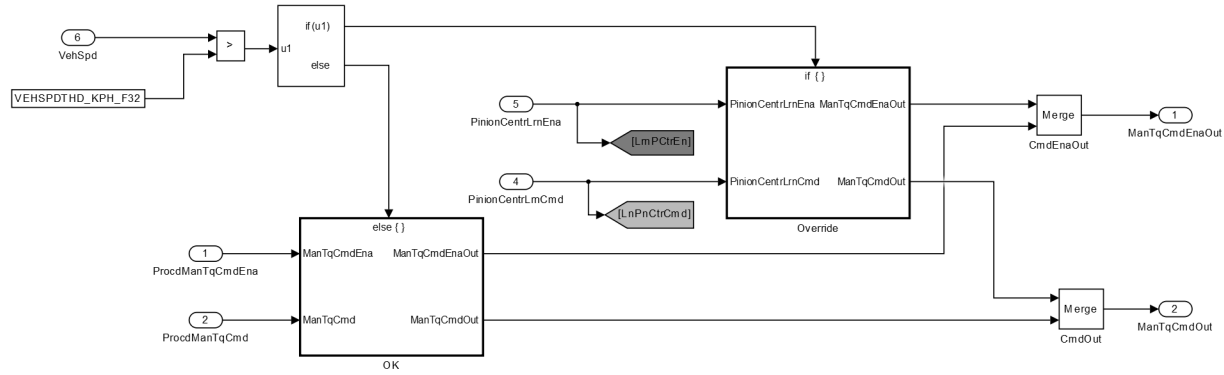 6
VehSpd
>
u1
if(u1)
else
VEHSPDTHD_KPH_F32
5
PinionCentrLrnEna
[LrnPCtrEn]
4
PinionCentrLrnCmd
[LnPnCtrCmd]
if { }
PinionCentrLrnEna
ManTqCmdEnaOut
PinionCentrLrnCmd
ManTqCmdOut
Override
Merge
CmdEnaOut
1
ManTqCmdEnaOut
1
ProcdManTqCmdEna
2
ProcdManTqCmd
else { }
ManTqCmdEna
ManTqCmdEnaOut
ManTqCmd
ManTqCmdOut
OK
Merge
CmdOut
2
ManTqCmdOut